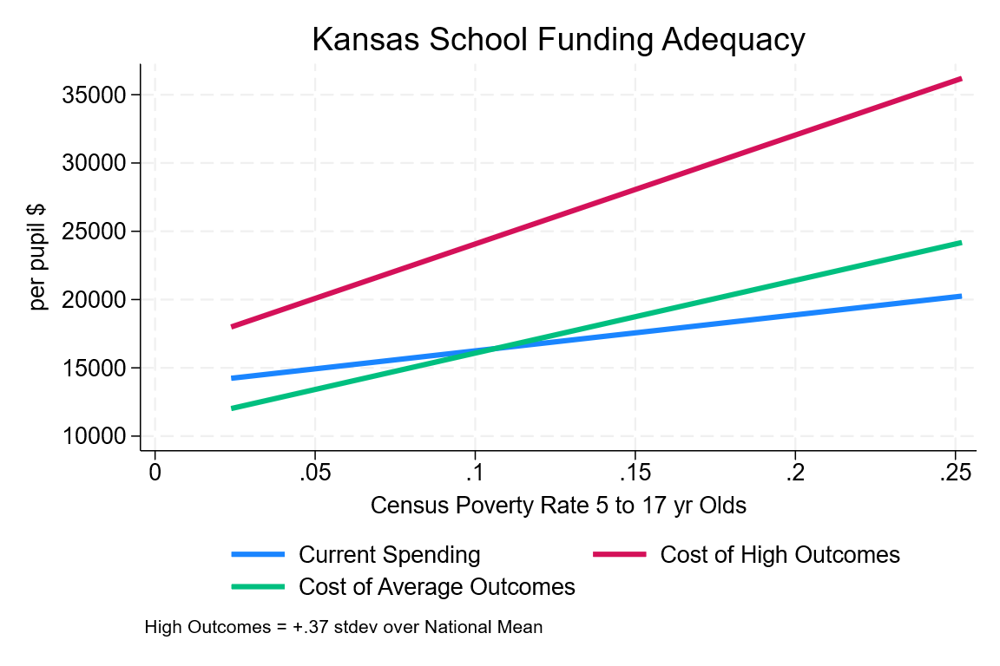 Kansas School Funding Adequacy
per pupil $
35000
30000
25000
20000
15000
10000
0 .05 .1 .15 .2 .25
Census Poverty Rate 5 to 17 yr Olds
Current Spending Cost of High Outcomes
Cost of Average Outcomes
High Outcomes = +.37 stdev over National Mean